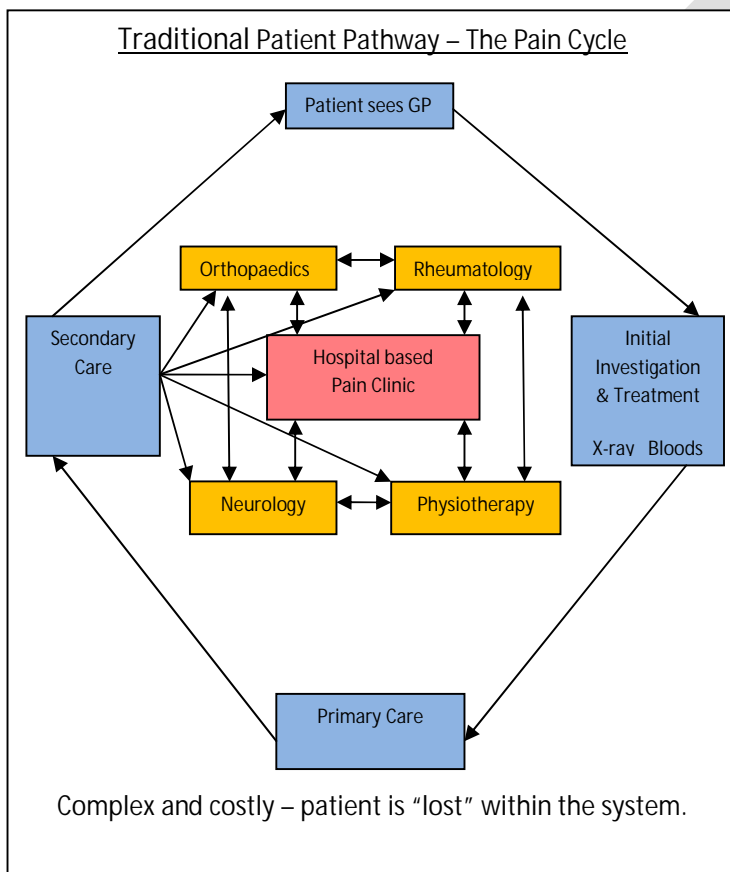 Traditional Patient Pathway – The Pain Cycle
Patient sees GP
Orthopaedics
Rheumatology
Secondary
Care
Hospital based
Pain Clinic
Initial
Investigation
& Treatment
X-ray Bloods
Neurology
Physiotherapy
Primary Care
Complex and costly – patient is “lost” within the system.